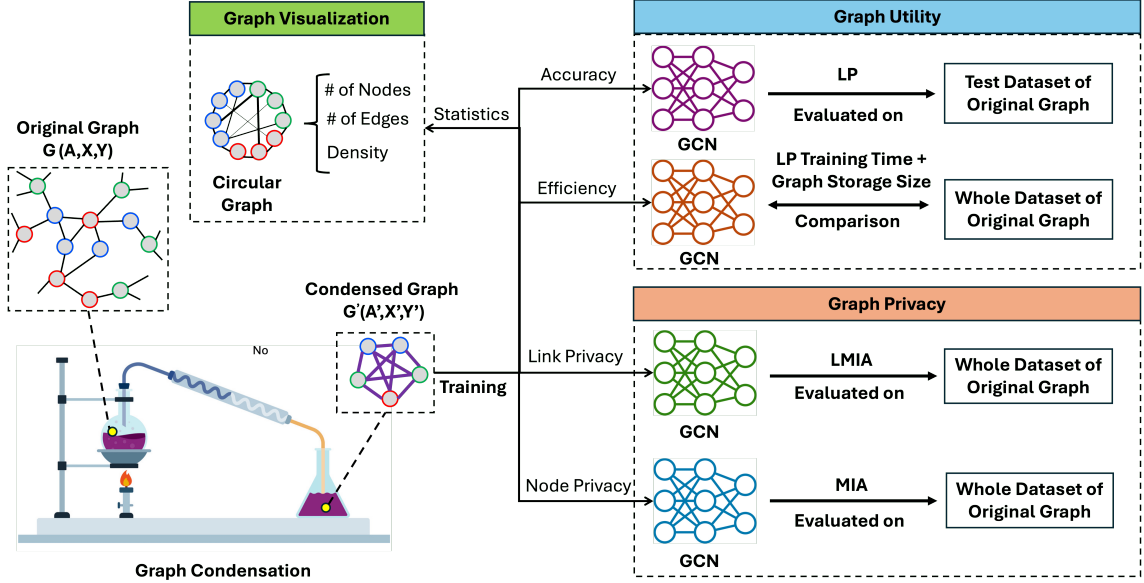 Graph Visualization
# of Nodes
# of Edges
Density
Circular
Graph
Original Graph
G (A,X,Y)
Statistics
Accuracy
Efficiency
Graph Utility
GCN
LP
Evaluated on
Test Dataset of
Original Graph
GCN
LP Training Time +
Graph Storage Size
Comparison
Whole Dataset of
Original Graph
Condensed Graph
G'(A',X',Y')
No
Training
Graph Condensation
Link Privacy
Node Privacy
Graph Privacy
GCN
LMIA
Evaluated on
Whole Dataset of
Original Graph
GCN
MIA
Evaluated on
Whole Dataset of
Original Graph